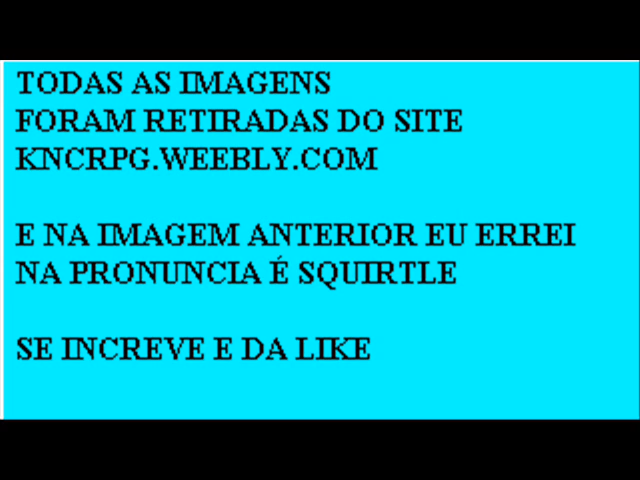 TODAS AS IMAGENS
FORAM RETIRADAS DO SITE
KNCRPG.WEEBLY.COM
E NA IMAGEM ANTERIOR EU ERREI
NA PRONUNCIA É SQUIRTLE
SE INCREVE E DA LIKE